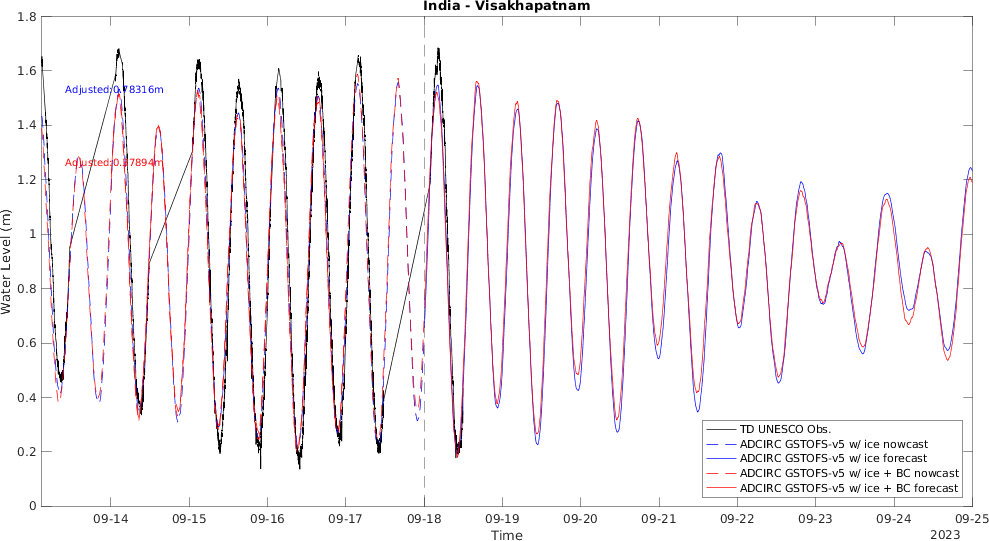 India - Visakhapatnam
1.8
1.6
1.4
1.2
1
0.8
0.6
0.4
0.2
0
Water Level (m)
Adjusted:0.78316m
Adjusted:0.37894m
TD UNESCO Obs.
ADCIRC GSTOFS-v5 w/ ice nowcast
ADCIRC GSTOFS-v5 w/ ice forecast
ADCIRC GSTOFS-v5 w/ ice + BC nowcast
ADCIRC GSTOFS-v5 w/ ice + BC forecast
09-14 09-15 09-16 09-17 09-18 09-19 09-20 09-21 09-22 09-23 09-24 09-25
Time
2023